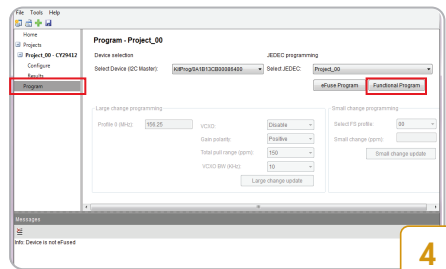 File Tools Help
Home
Projects
Project_00 - CY29412
Configure
Results
Program
Program - Project_00
Device selection
JEDEC programming
Select Device (I2C Master): KitProg/0A1B13CB00086400
Select JEDEC: Project_00
eFuse Program Functional Program
Large change programming
Profile 0 (MHz): 156.25
VCXO: Disable
Gain polarity: Positive
Total pull range (ppm): 150
VCXO BW (KHz): 10
Large change update
Small change programming
Select FS profile: 00
Small change (ppm):
Small change update
Messages
Info: Device is not eFused
4